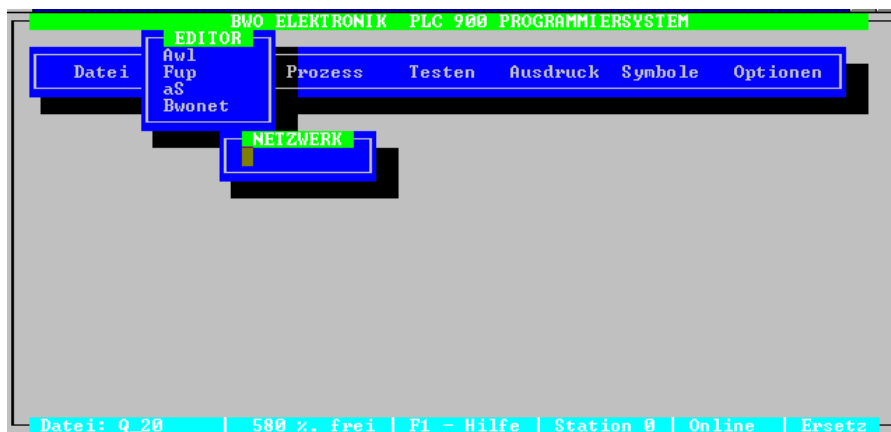 BWO ELEKTRONIK PLC 900 PROGRAMMIERSYSTEM
EDITOR
Datei Prozess Testen Ausdruck Symbole Optionen
Awl
Fup
aS
Bwonet
NETZWERK
Datei: Q_20 | 580 %. frei | F1 - Hilfe | Station 0 | Online | Ersetz